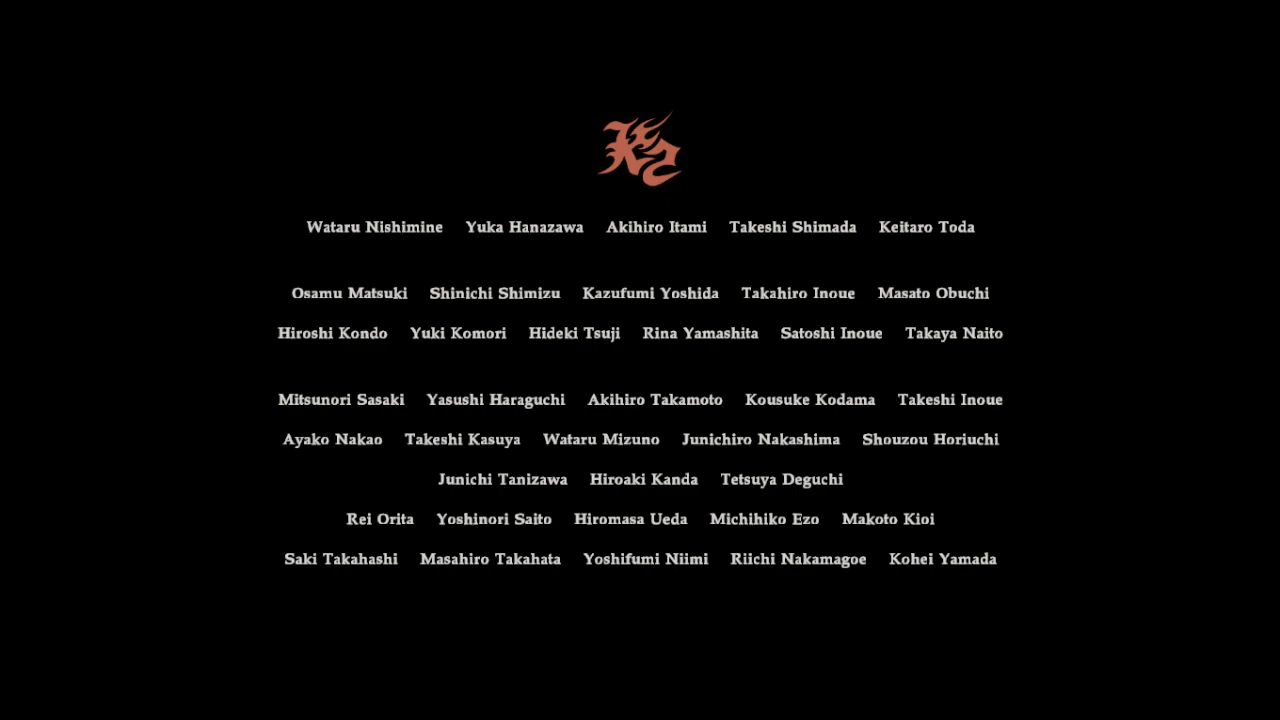 K2
Wataru Nishimine Yuka Hanazawa Akihiro Itami Takeshi Shimada Keitaro Toda
Osamu Matsuki Shinichi Shimizu Kazufumi Yoshida Takahiro Inoue Masato Obuchi
Hiroshi Kondo Yuki Komori Hideki Tsuji Rina Yamashita Satoshi Inoue Takaya Naito
Mitsunori Sasaki Yasushi Haraguchi Akihiro Takamoto Kousuke Kodama Takeshi Inoue
Ayako Nakao Takeshi Kasuya Wataru Mizuno Junichiro Nakashima Shouzou Horiuchi
Junichi Tanizawa Hiroaki Kanda Tetsuya Deguchi
Rei Orita Yoshinori Saito Hiromasa Ueda Michihiko Ezo Makoto Kioi
Saki Takahashi Masahiro Takahata Yoshifumi Niimi Riichi Nakamagoe Kohei Yamada